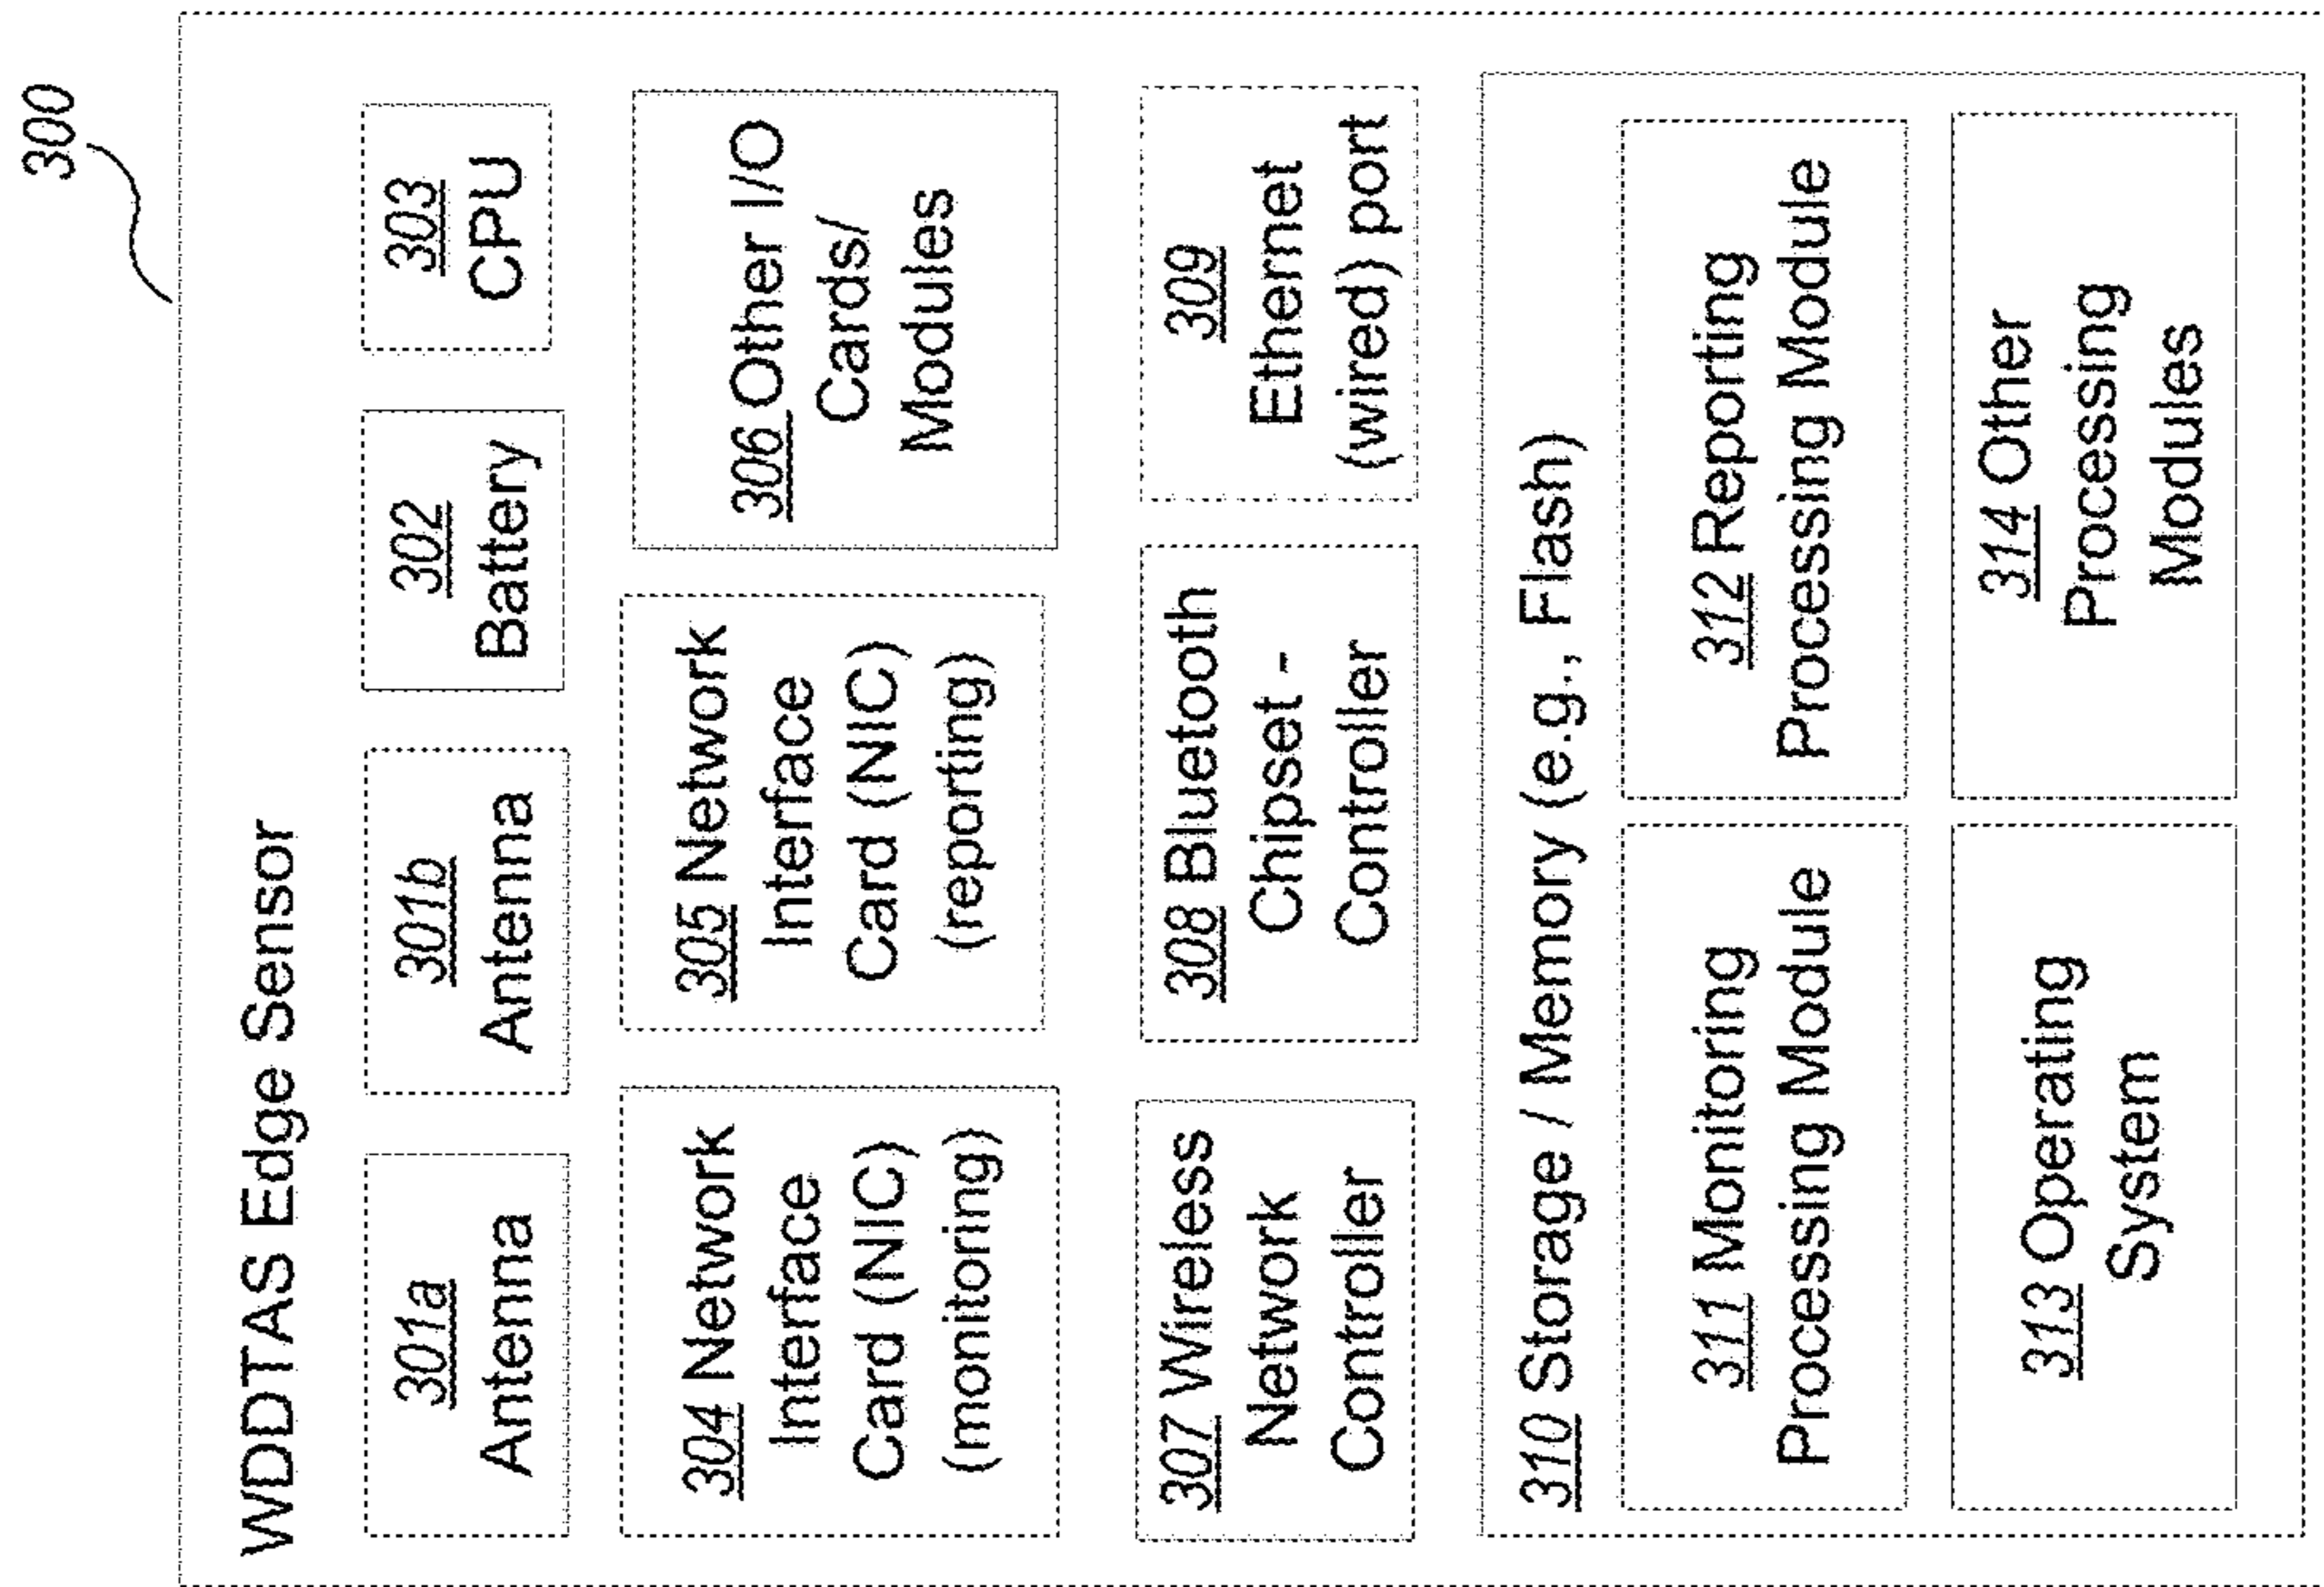 300
WDDTAS Edge Sensor
301a
Antenna
301b
Antenna
302
Battery
303
CPU
304 Network
Interface
Card (NIC)
(monitoring)
305 Network
Interface
Card (NIC)
(reporting)
306 Other I/O
Cards/
Modules
307 Wireless
Network
Controller
308 Bluetooth
Chipset -
Controller
309
Ethernet
(wired) port
310 Storage / Memory (e.g., Flash)
311 Monitoring
Processing Module
312 Reporting
Processing Module
313 Operating
System
314 Other
Processing
Modules